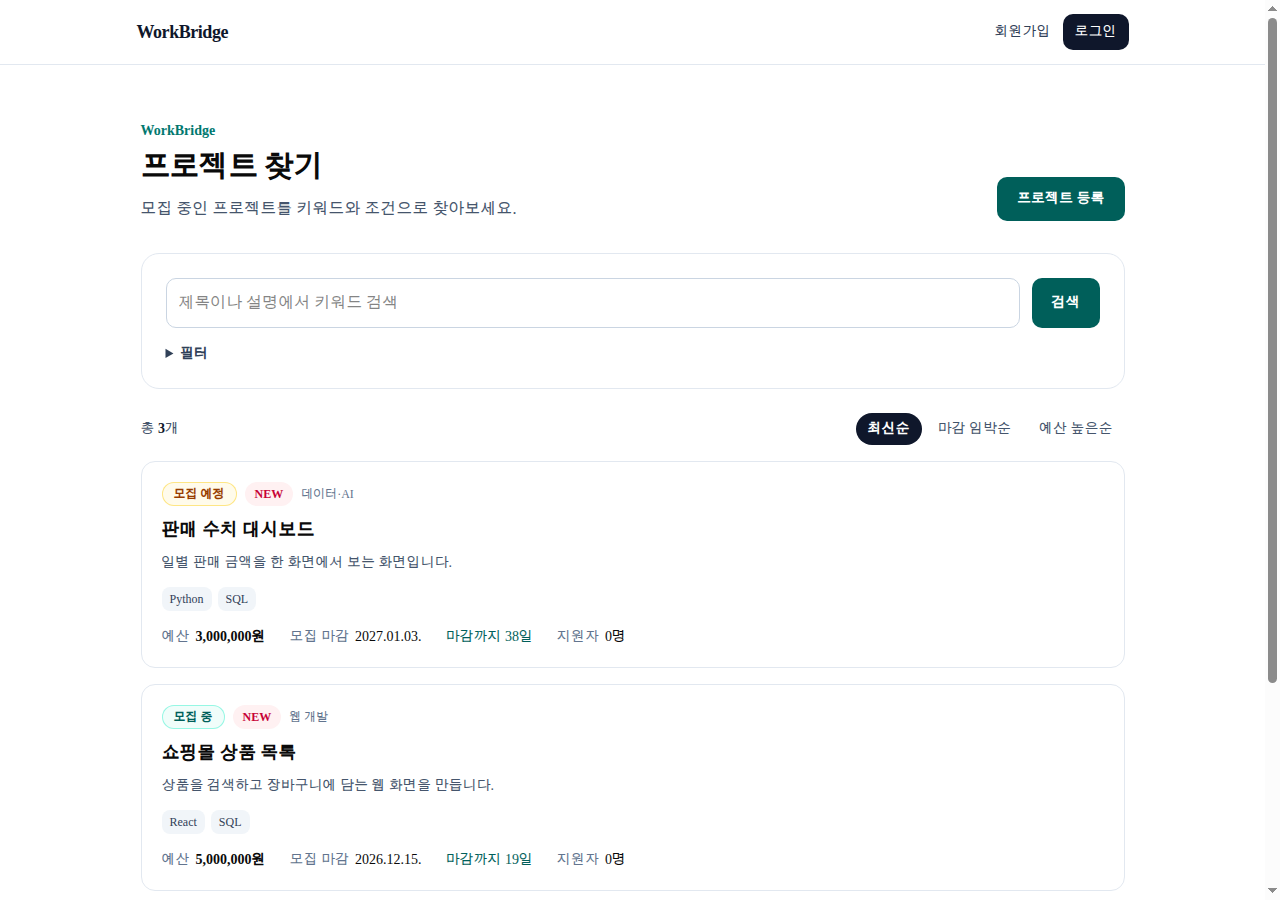 WorkBridge
회원가입
로그인
WorkBridge
프로젝트 찾기
모집 중인 프로젝트를 키워드와 조건으로 찾아보세요.
프로젝트 등록
제목이나 설명에서 키워드 검색
검색
▶ 필터
총 3개
최신순
마감 임박순
예산 높은순
모집 예정 NEW 데이터·AI
판매 수치 대시보드
일별 판매 금액을 한 화면에서 보는 화면입니다.
Python SQL
예산 3,000,000원 모집 마감 2027.01.03. 마감까지 38일 지원자 0명
모집 중 NEW 웹 개발
쇼핑몰 상품 목록
상품을 검색하고 장바구니에 담는 웹 화면을 만듭니다.
React SQL
예산 5,000,000원 모집 마감 2026.12.15. 마감까지 19일 지원자 0명